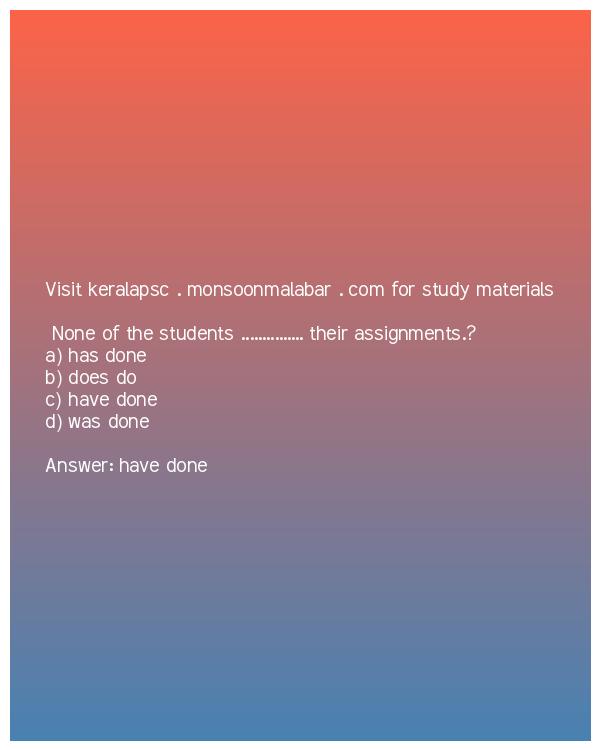 Visit keralapsc . monsoonmalabar . com for study materials
None of the students ............... their assignments.?
a) has done
b) does do
c) have done
d) was done
Answer: have done